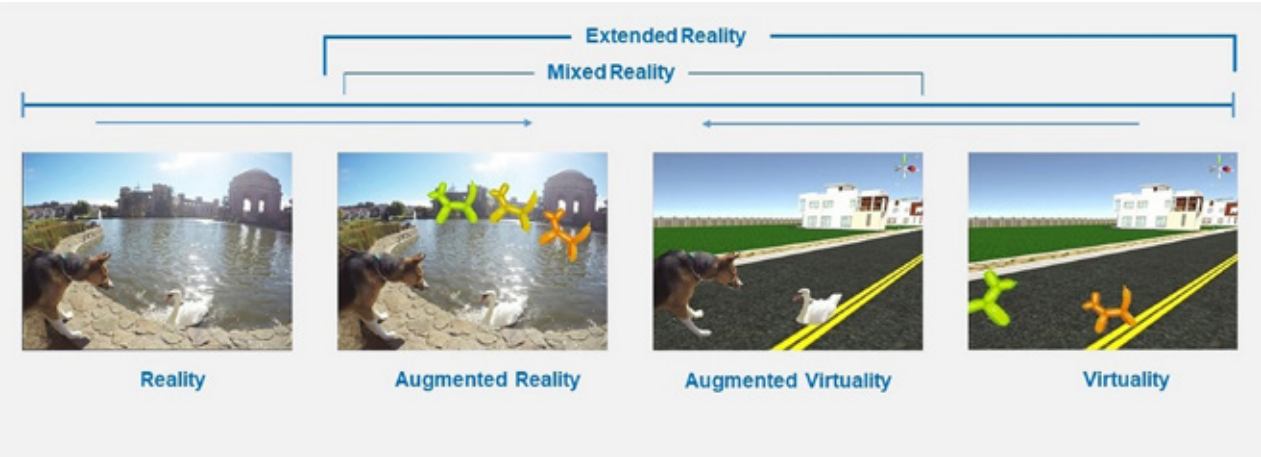 Extended Reality
Mixed Reality
Reality
Augmented Reality
Augmented Virtuality
Virtuality